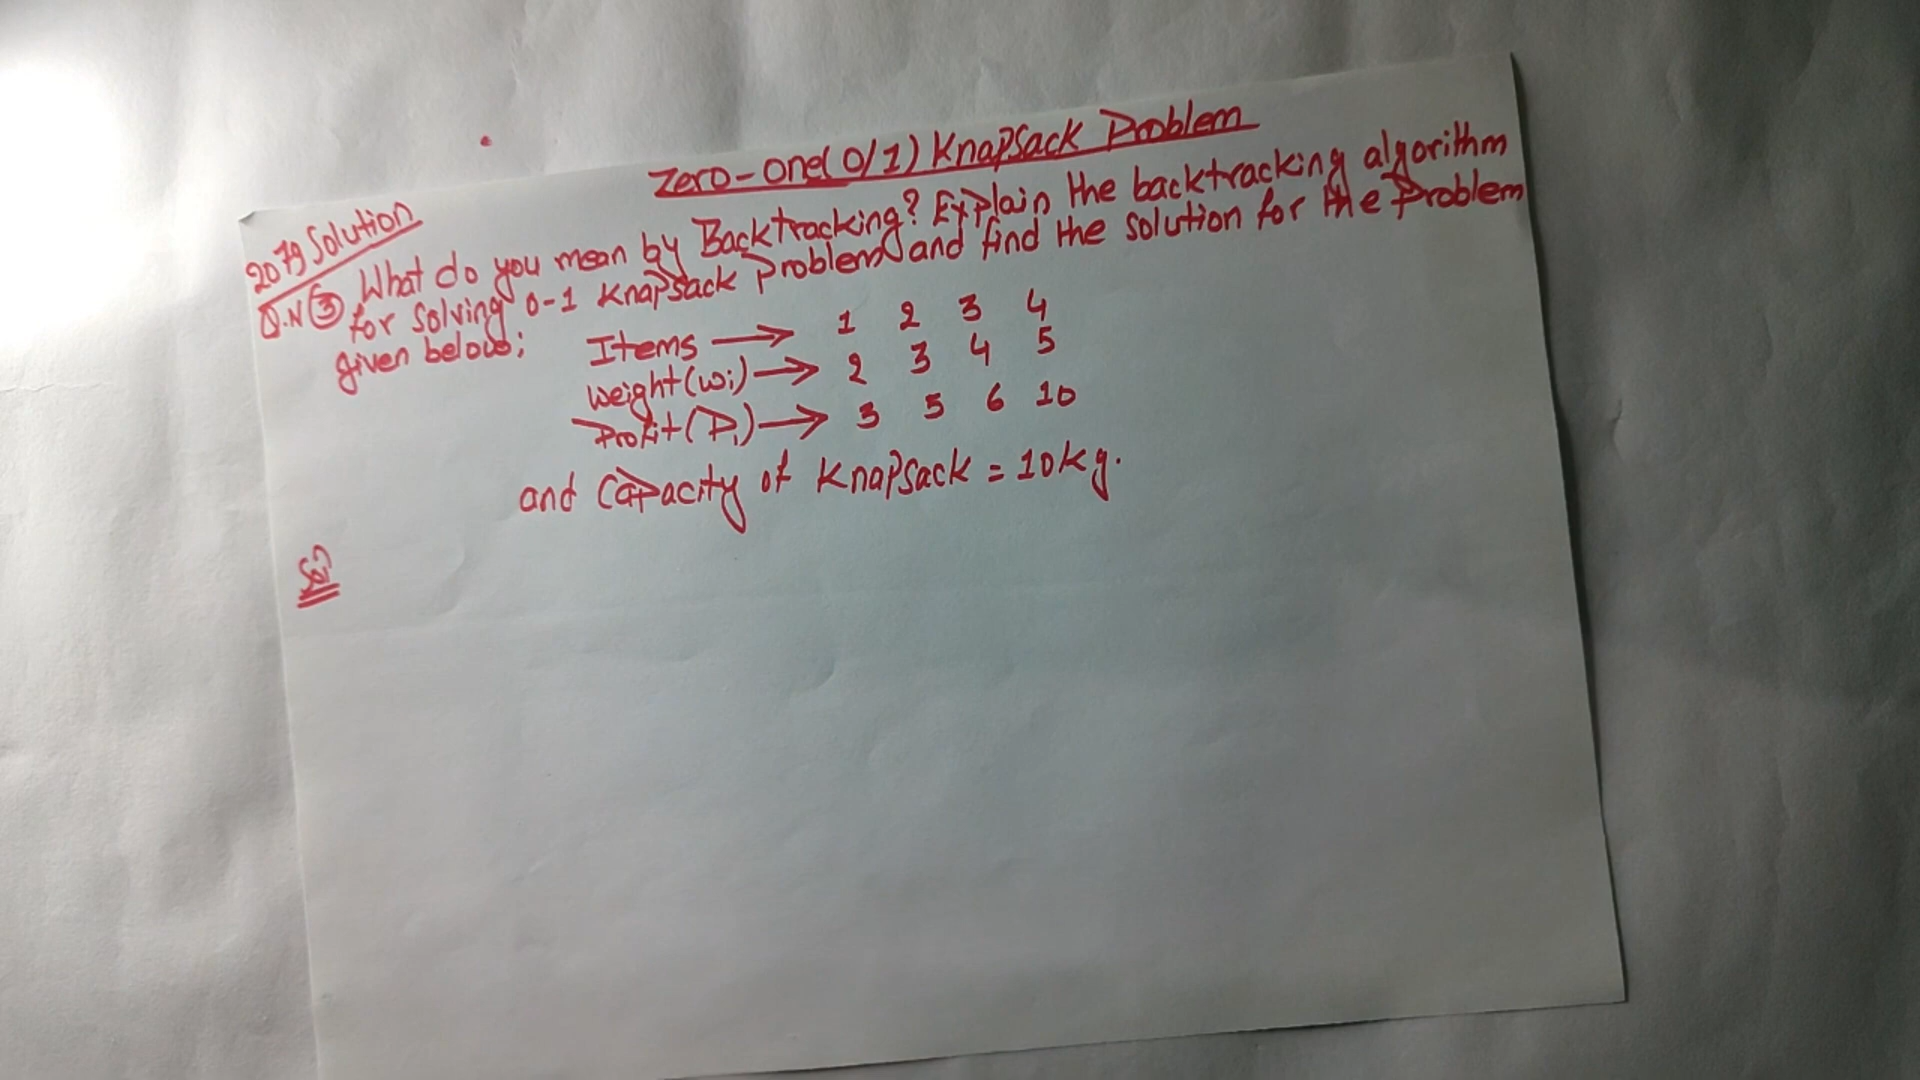 Zero-one(0/1) Knapsack Problem
2079 Solution
Q.N(3) What do you mean by Backtracking? Explain the backtracking algorithm
for solving 0-1 Knapsack Problem and find the solution for the Problem
given below;
Items → 1 2 3 4
Weight(wi) → 2 3 4 5
Profit(Pi) → 3 5 6 10
and Capacity of Knapsack = 10kg.
Sol